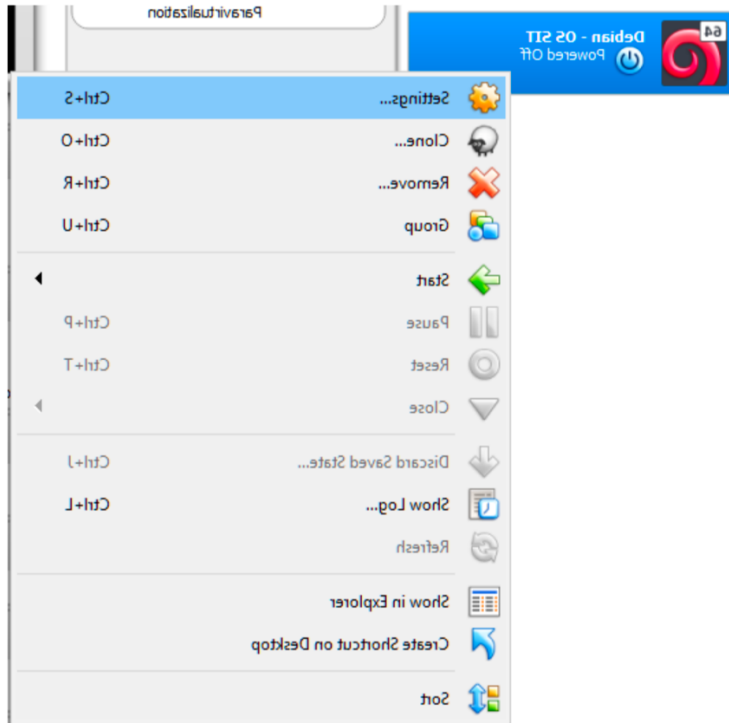 Paravirtualization
64
Debian - OS SIT
Powered Off
Settings... Ctrl+S
Clone... Ctrl+O
Remove... Ctrl+R
Group Ctrl+U
Start
Pause Ctrl+P
Reset Ctrl+T
Close
Discard Saved State... Ctrl+J
Show Log... Ctrl+L
Refresh
Show in Explorer
Create Shortcut on Desktop
Sort